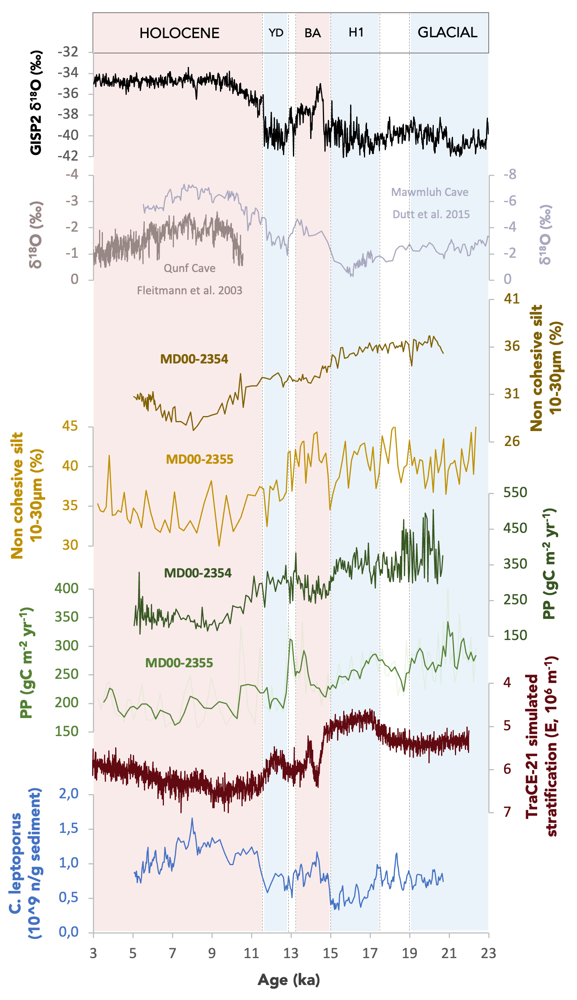 HOLOCENE YD BA H1 GLACIAL
GISP2 δ¹⁸O (‰)
-32
-34
-36
-38
-40
-42
δ¹⁸O (‰)
-4
-3
-2
-1
0
Mawmluh Cave
Dutt et al. 2015
-8
-6
-4
-2
0
δ¹⁸O (‰)
Qunf Cave
Fleitmann et al. 2003
MD00-2354
41
36
31
26
Non cohesive silt
10-30µm (%)
Non cohesive silt
10-30µm (%)
45
40
35
30
MD00-2355
MD00-2354
550
450
350
250
150
PP (gC m⁻² yr⁻¹)
PP (gC m⁻² yr⁻¹)
400
350
300
250
200
150
MD00-2355
4
5
6
7
TraCE-21 simulated
stratification (E, 10⁶ m⁻¹)
C. leptoporus
(10^9 n/g sediment)
2,0
1,5
1,0
0,5
0,0
3 5 7 9 11 13 15 17 19 21 23
Age (ka)